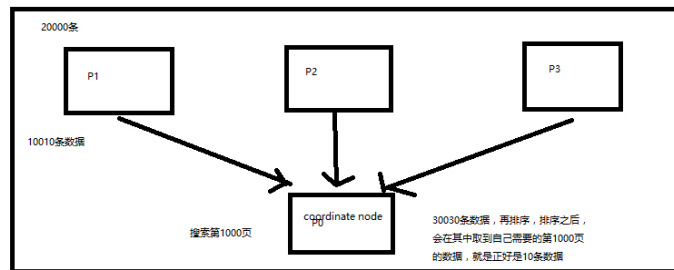 20000条
P1
P2
P3
10010条数据
coordinate node
P0
搜索第1000页
30030条数据，再排序，排序之后，
会在其中取到自己需要的第1000页
的数据，就是正好是10条数据